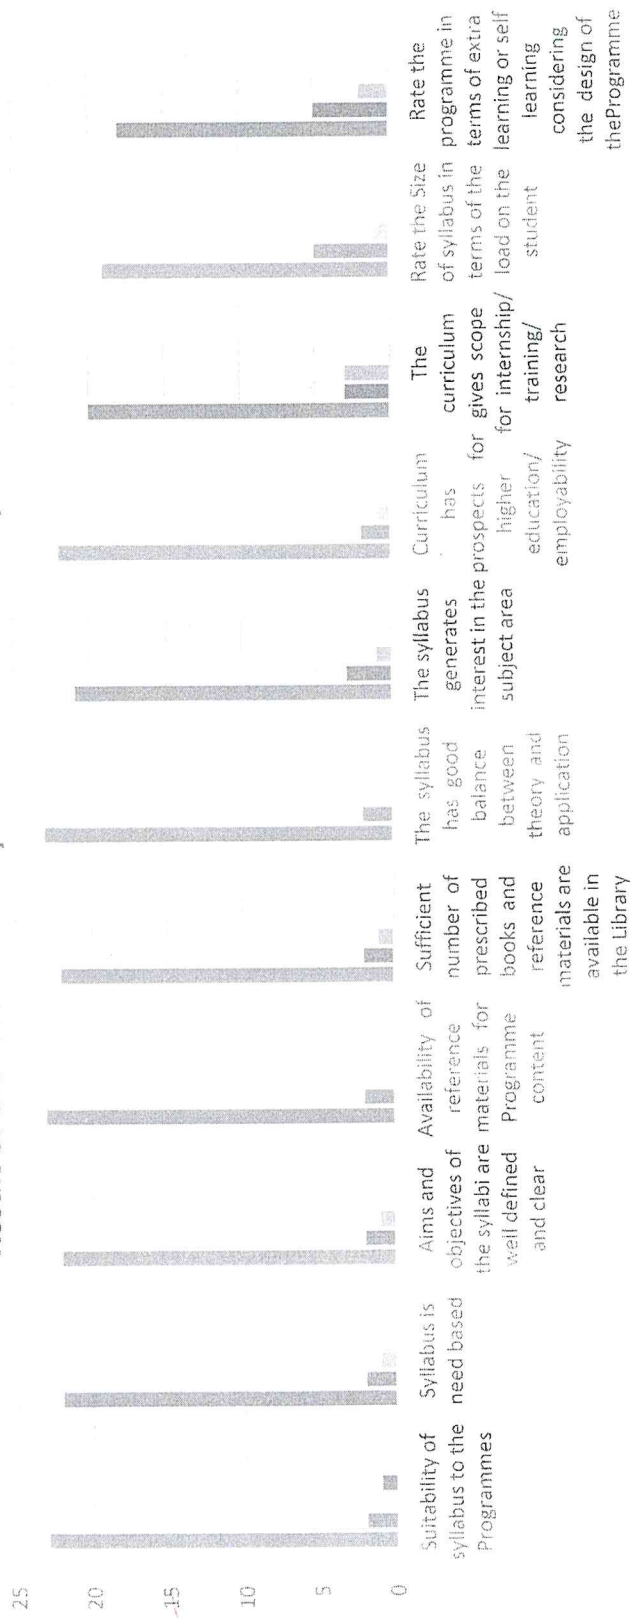 25
20
15
10
5
0
Suitability of
syllabus to the
Programmes
Syllabus is
need based
Aims and
objectives of
the syllabi are
well defined
and clear
Availability of
reference
materials for
Programme
content
Sufficient
number of
prescribed
books and
reference
materials are
available in
the Library
The syllabus
has good
balance
between
theory and
application
The syllabus
generates
interest in the
subject area
Curriculum
has
prospects for
higher
education/
employability
The
curriculum
gives scope
for internship/
training/
research
Rate the Size
of syllabus in
terms of the
load on the
student
Rate the
programme in
terms of extra
learning or self
learning
considering
the design of
theProgramme